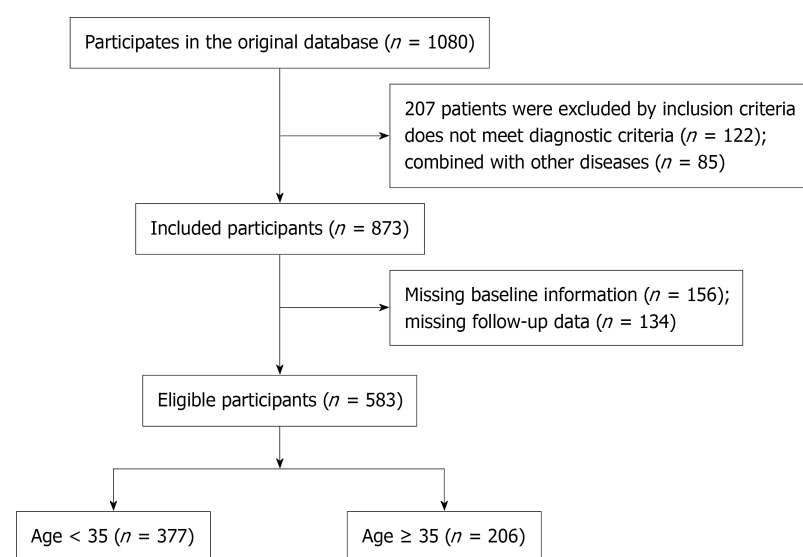 Participates in the original database (n = 1080)
207 patients were excluded by inclusion criteria
does not meet diagnostic criteria (n = 122);
combined with other diseases (n = 85)
Included participants (n = 873)
Missing baseline information (n = 156);
missing follow-up data (n = 134)
Eligible participants (n = 583)
Age < 35 (n = 377)
Age ≥ 35 (n = 206)